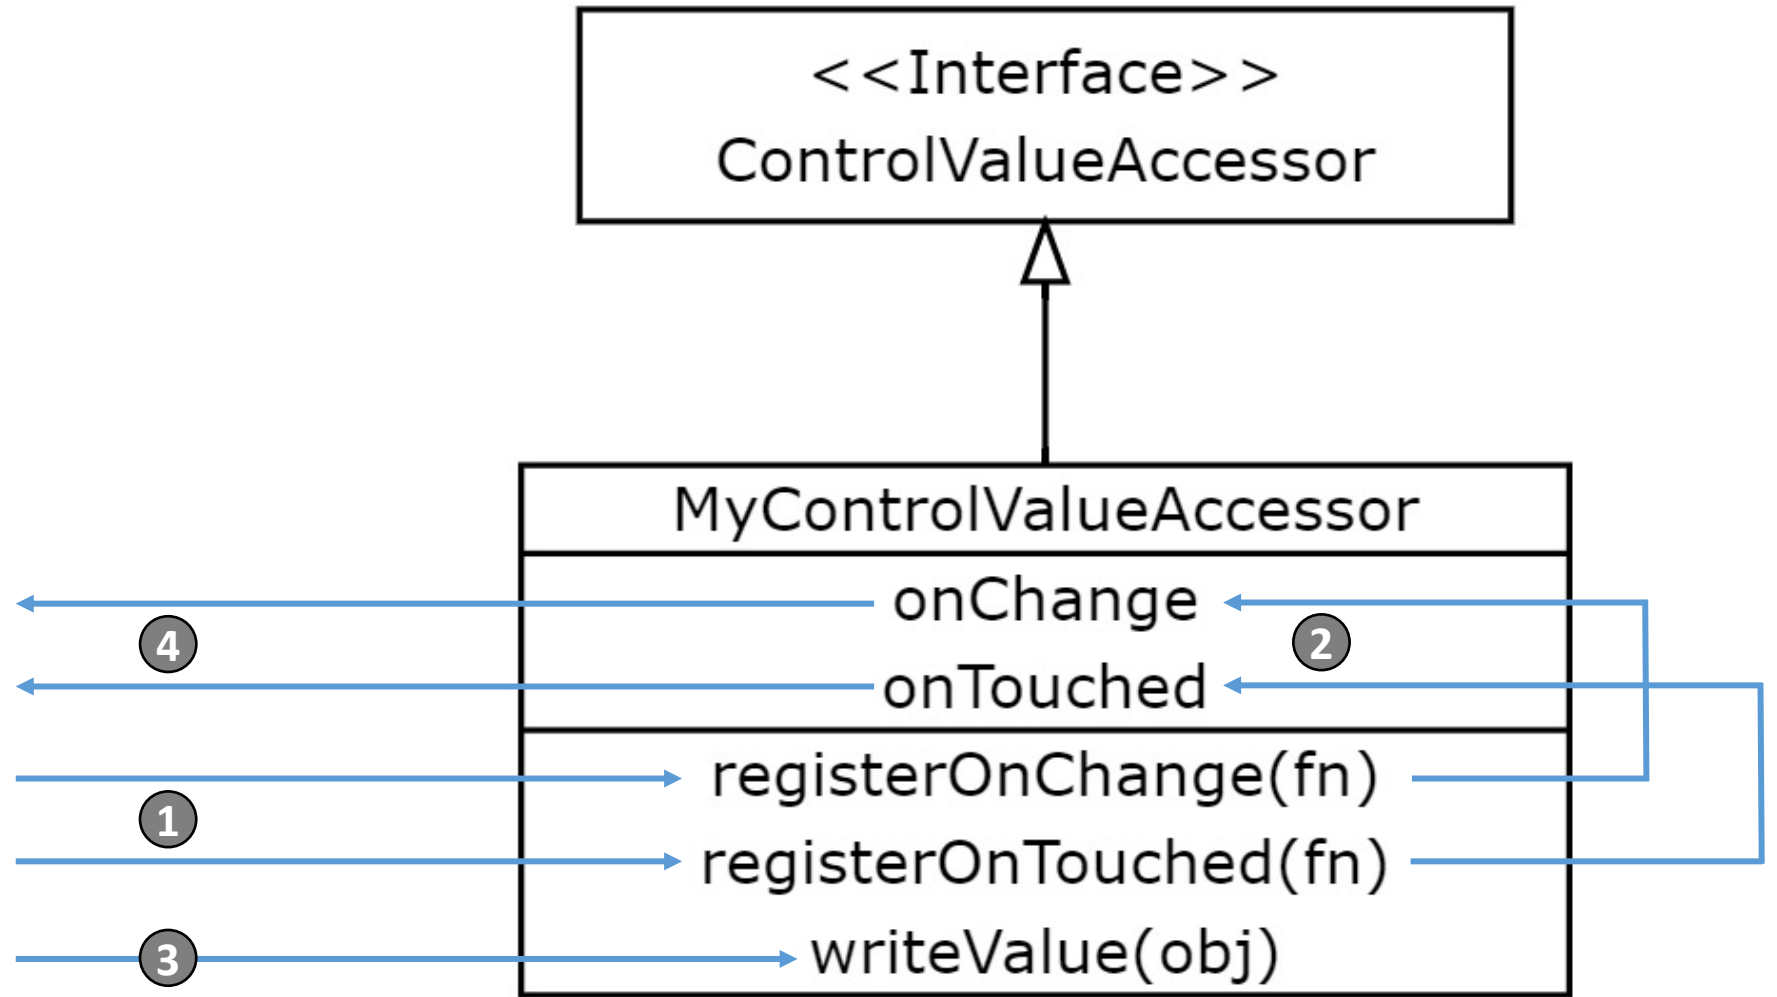 <<Interface>>
ControlValueAccessor
MyControlValueAccessor
onChange
4
2
onTouched
registerOnChange(fn)
1
registerOnTouched(fn)
3
writeValue(obj)